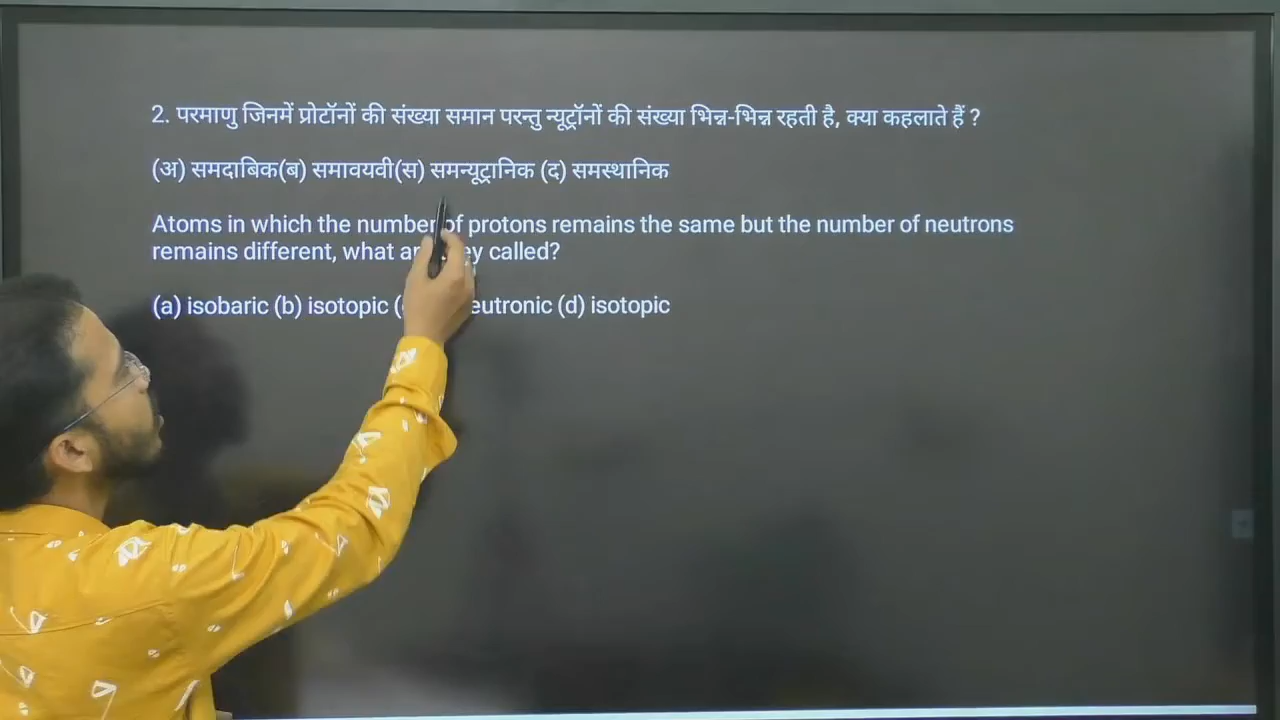 2. परमाणु जिनमें प्रोटॉनों की संख्या समान परन्तु न्यूट्रॉनों की संख्या भिन्न-भिन्न रहती है, क्या कहलाते हैं ?
(अ) समदाबिक(ब) समावयवी(स) समन्यूट्रानिक (द) समस्थानिक
Atoms in which the number of protons remains the same but the number of neutrons
remains different, what called?
(a) isobaric (b) isotopic (d) isotopic